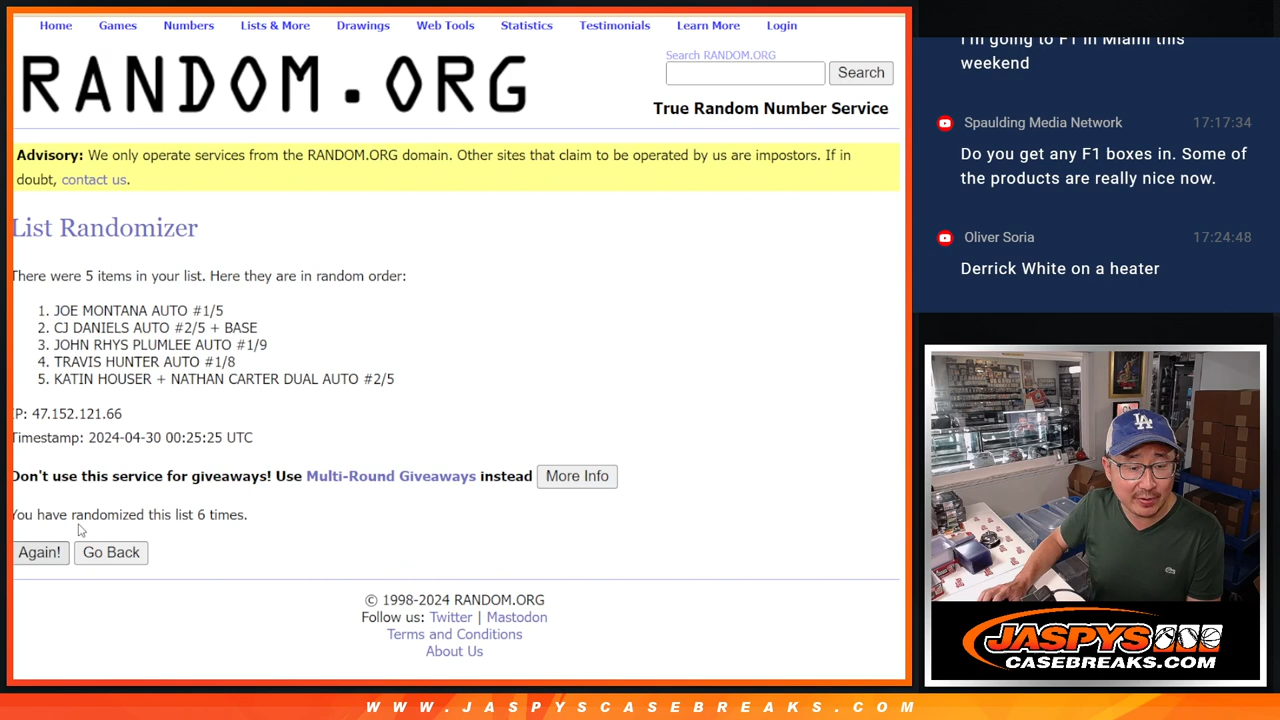 Home Games Numbers Lists & More Drawings Web Tools Statistics Testimonials Learn More Login
RANDOM.ORG
Search RANDOM.ORG
Search
True Random Number Service
Advisory: We only operate services from the RANDOM.ORG domain. Other sites that claim to be operated by us are impostors. If in
doubt, contact us.
List Randomizer
There were 5 items in your list. Here they are in random order:
1. JOE MONTANA AUTO #1/5
2. CJ DANIELS AUTO #2/5 + BASE
3. JOHN RHYS PLUMLEE AUTO #1/9
4. TRAVIS HUNTER AUTO #1/8
5. KATIN HOUSER + NATHAN CARTER DUAL AUTO #2/5
IP: 47.152.121.66
Timestamp: 2024-04-30 00:25:25 UTC
Don't use this service for giveaways! Use Multi-Round Giveaways instead More Info
You have randomized this list 6 times.
Again! Go Back
© 1998-2024 RANDOM.ORG
Follow us: Twitter | Mastodon
Terms and Conditions
About Us
I'm going to F1 in Miami this
weekend
Spaulding Media Network 17:17:34
Do you get any F1 boxes in. Some of
the products are really nice now.
Oliver Soria 17:24:48
Derrick White on a heater
LA
JASPYS
CASEBREAKS.COM
WWW.JASPYSCASEBREAKS.COM